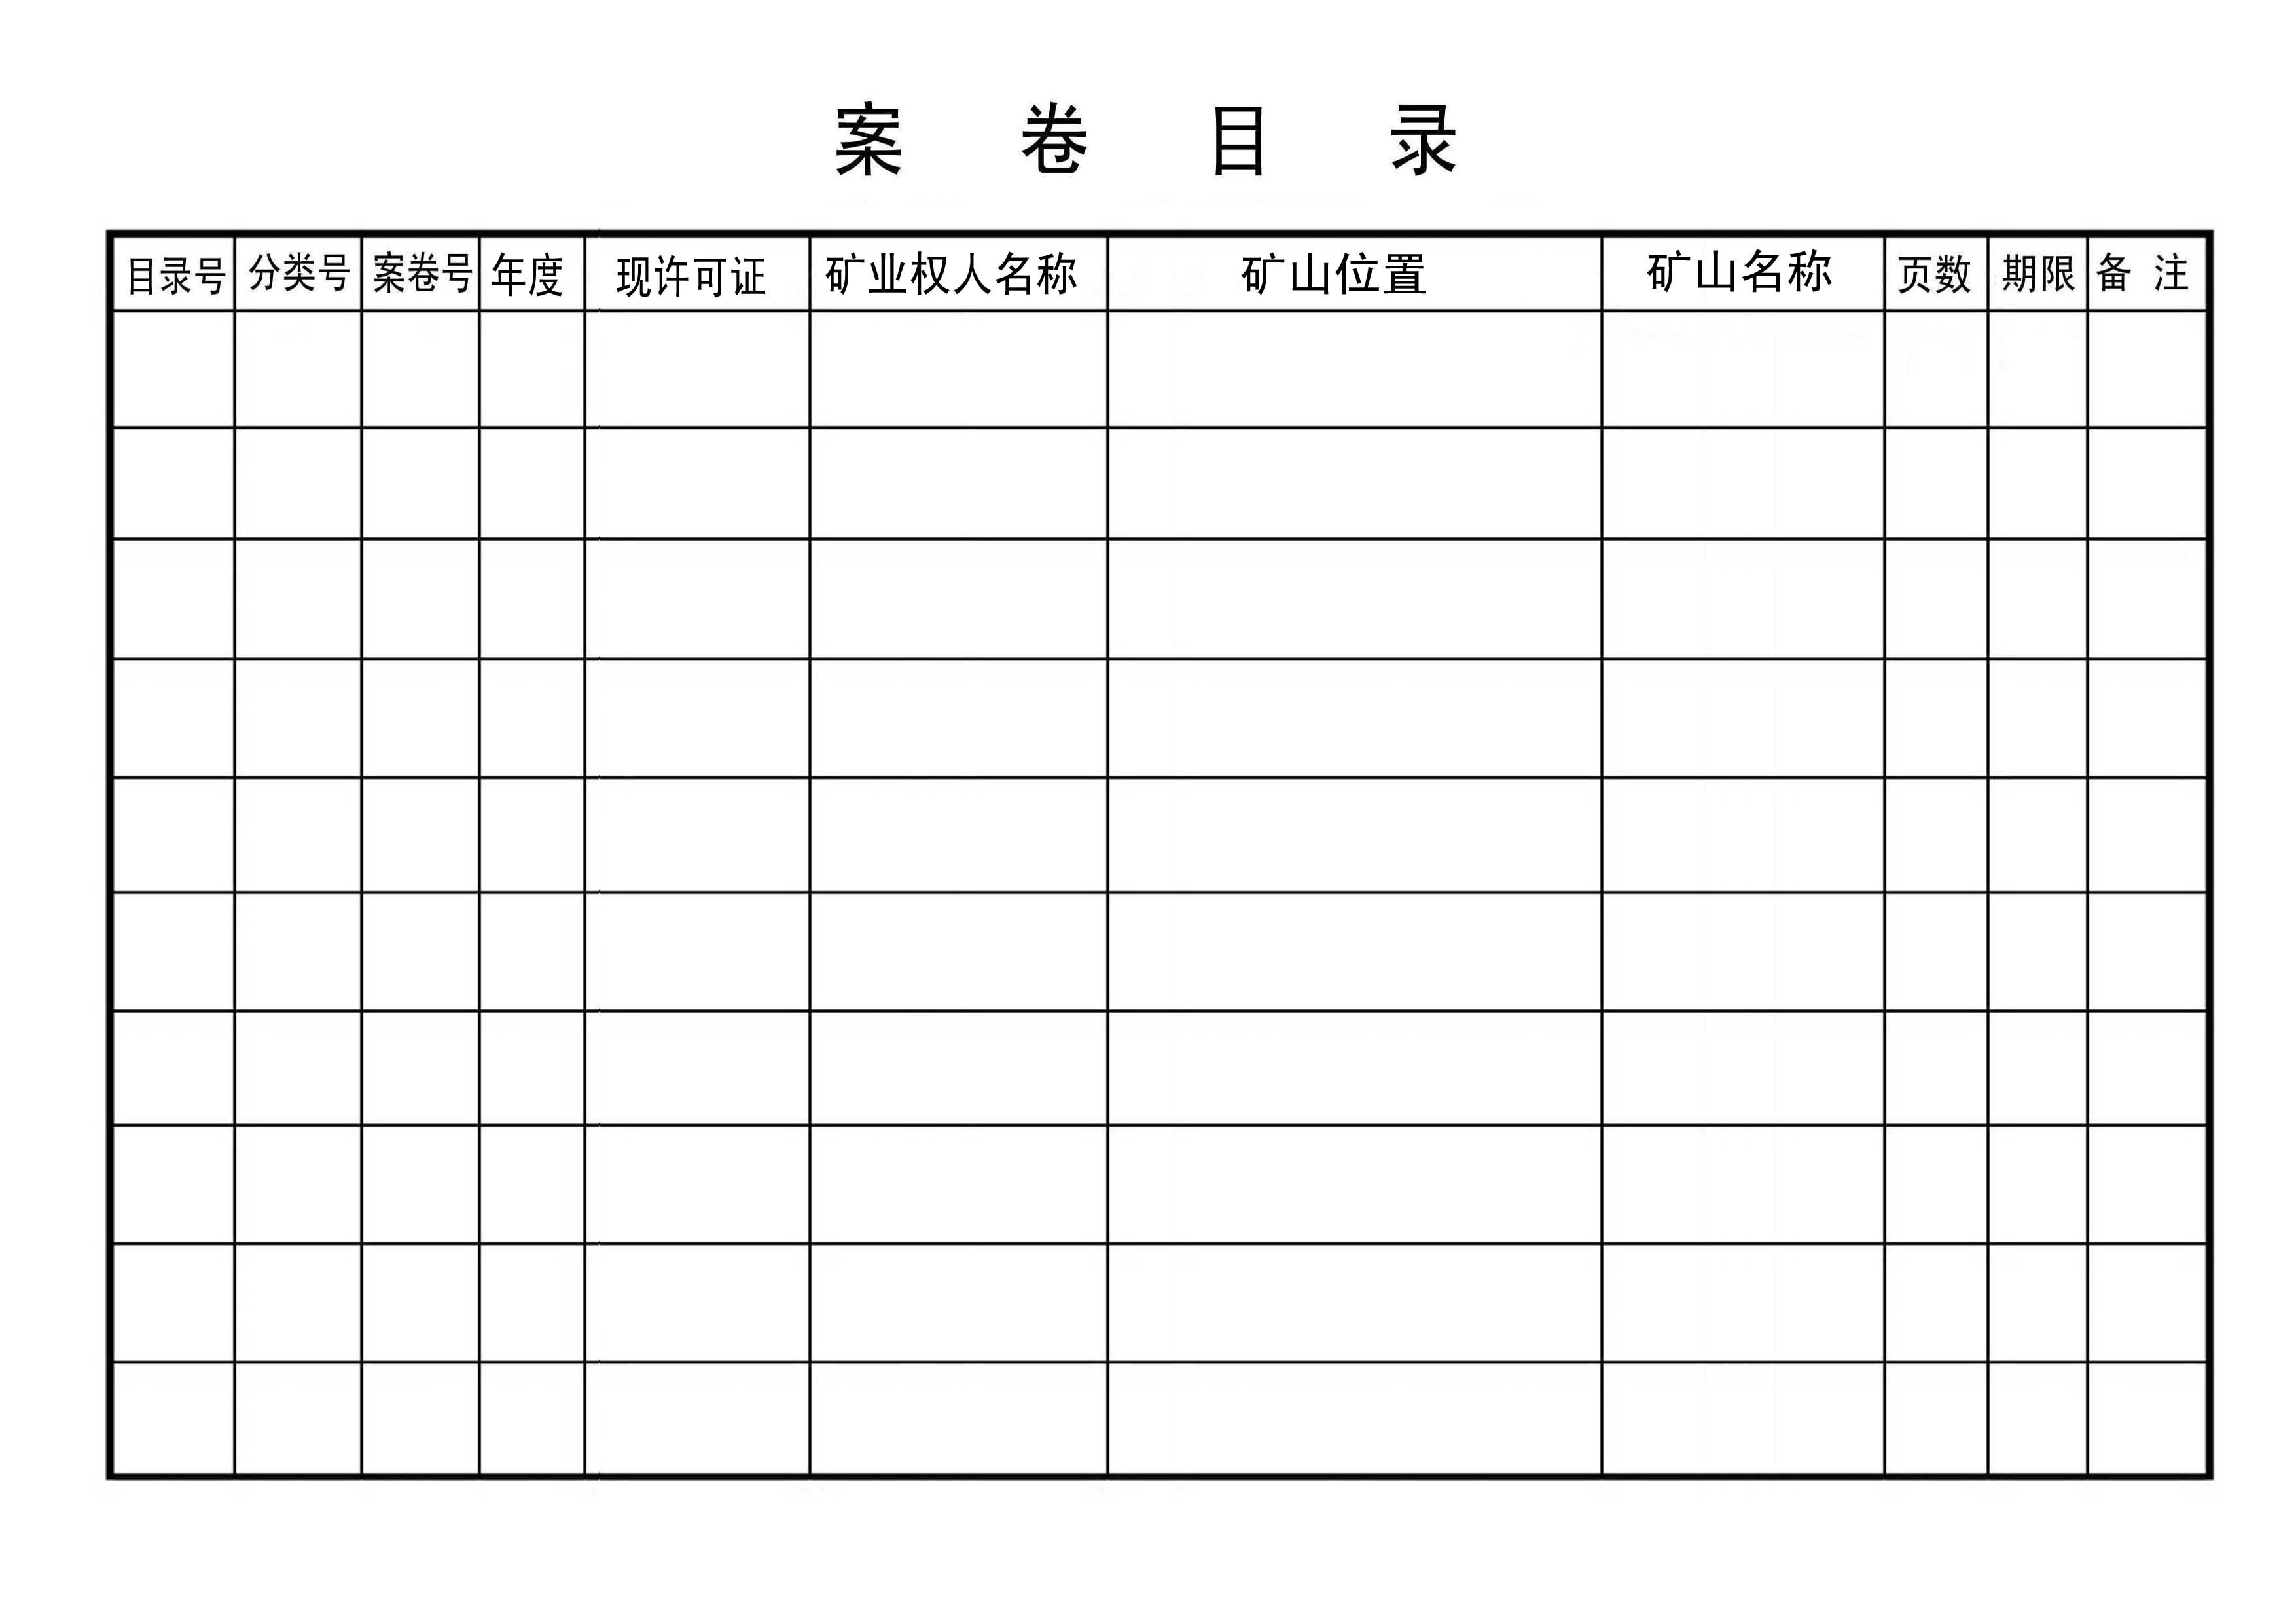 案 卷 目 录
目录号 分类号 案卷号 年度 现许可证 矿业权人名称 矿山位置 矿山名称 页数 期限 备 注